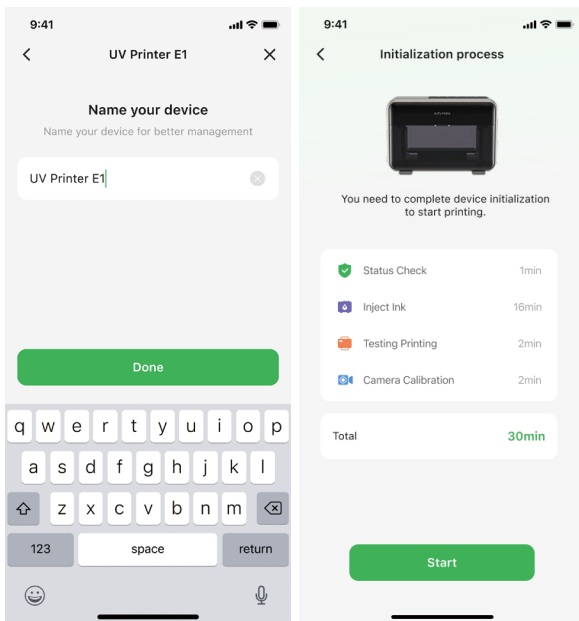 9:41
UV Printer E1
Name your device
Name your device for better management
UV Printer E1
Done
q w e r t y u i o p
a s d f g h j k l
z x c v b n m
123 space return
9:41
Initialization process
You need to complete device initialization
to start printing.
Status Check 1min
Inject Ink 16min
Testing Printing 2min
Camera Calibration 2min
Total 30min
Start